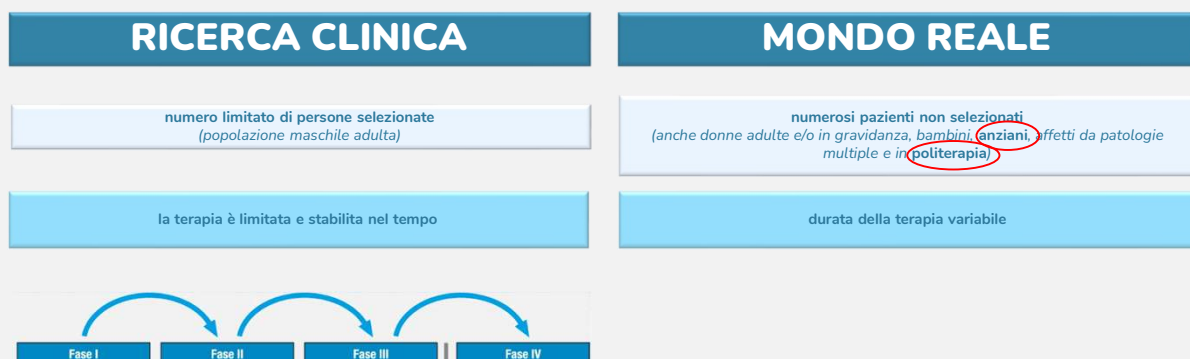 RICERCA CLINICA
numero limitato di persone selezionate
(popolazione maschile adulta)
la terapia è limitata e stabilita nel tempo
Fase I
Fase II
Fase III
Fase IV
MONDO REALE
numerosi pazienti non selezionati
(anche donne adulte e/o in gravidanza, bambini, anziani, affetti da patologie
multiple e in politerapia)
durata della terapia variabile